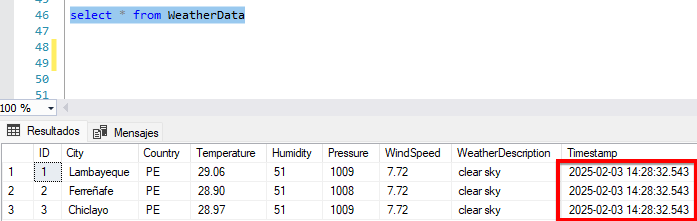 46 select * from WeatherData
47
48
49
50
51
100 %
Resultados Mensajes
ID City Country Temperature Humidity Pressure WindSpeed WeatherDescription Timestamp
1 1 Lambayeque PE 29.06 51 1009 7.72 clear sky 2025-02-03 14:28:32.543
2 2 Ferreñafe PE 28.90 51 1008 7.72 clear sky 2025-02-03 14:28:32.543
3 3 Chiclayo PE 28.97 51 1009 7.72 clear sky 2025-02-03 14:28:32.543